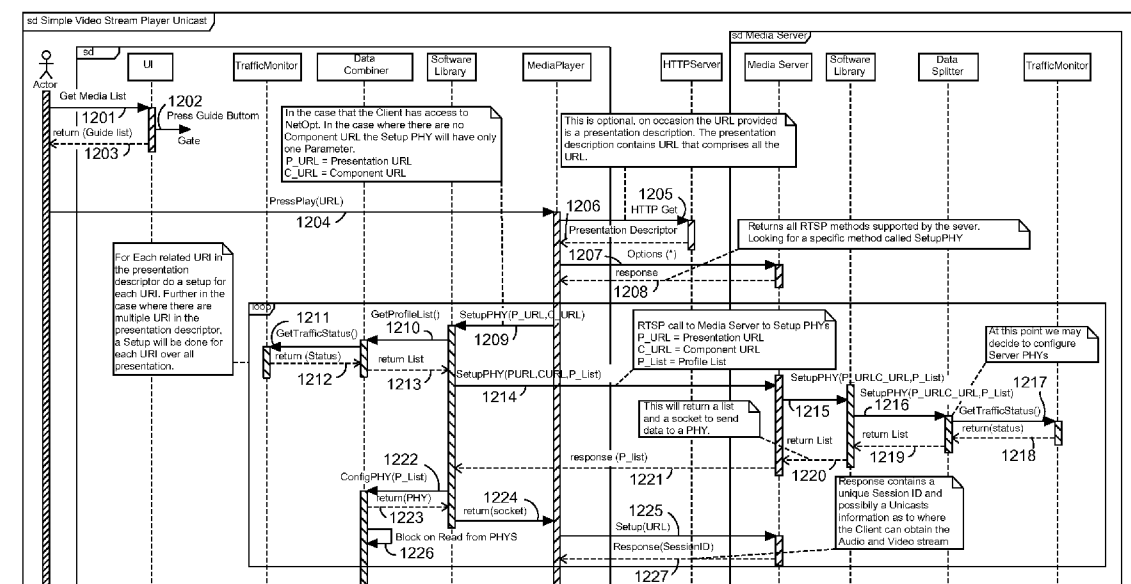 sd Simple Video Stream Player Unicast
sd Media Server
sd
Actor
UI
TrafficMonitor
Data
Combiner
Software
Library
MediaPlayer
HTTPServer
Media Server
Software
Library
Data
Splitter
TrafficMonitor
Get Media List
1201
1202
Press Guide Buttom
Gate
return (Guide list)
1203
In the case that the Client has access to
NetOpt. In the case where there are no
Component URL the Setup PHY will have only
one Parameter.
P_URL = Presentation URL
C_URL = Component URL
This is optional, on occasion the URL provided
is a presentation description. The presentation
description contains URL that comprises all the
URL.
PressPlay(URL)
1204
1205
HTTP Get
1206
Presentation Descriptor
Returns all RTSP methods supported by the sever.
Looking for a specific method called SetupPHY
1207
Options (*)
response
1208
For Each related URI in
the presentation
descriptor do a setup for
each URI. Further in the
case where there are
multiple URI in the
presentation descriptor,
a Setup will be done for
each URI over all
presentation.
loop
1211
GetTrafficStatus()
return (Status)
1212
GetProfileList()
1210
return List
1213
SetupPHY(P_URL,C_URL)
1209
RTSP call to Media Server to Setup PHYs
P_URL = Presentation URL
C_URL = Component URL
P_List = Profile List
At this point we may
decide to configure
Server PHYs
SetupPHY(PURL,CURL,P_List)
1214
SetupPHY(P_URLC_URL,P_List)
1215
SetupPHY(P_URLC_URL,P_List)
1216
1217
GetTrafficStatus()
return(status)
1218
This will return a list
and a socket to send
data to a PHY.
return List
1219
return List
1220
response (P_list)
1221
1222
ConfigPHY(P_List)
return(PHY)
1223
1224
return(socket)
Block on Read from PHYS
1226
1225
Setup(URL)
Response(SessionID)
1227
Response contains a
unique Session ID and
possibily a Unicasts
information as to where
the Client can obtain the
Audio and Video stream